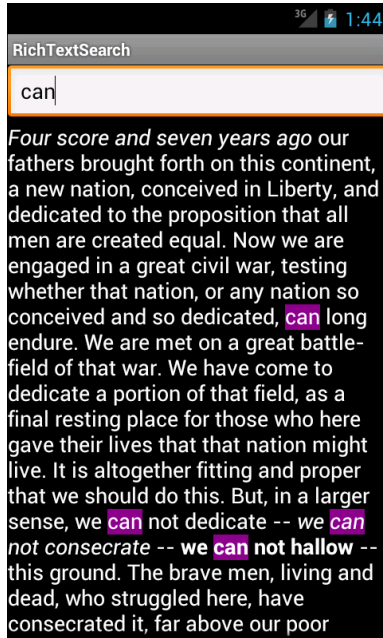 3G 1:44
RichTextSearch
can
Four score and seven years ago our
fathers brought forth on this continent,
a new nation, conceived in Liberty, and
dedicated to the proposition that all
men are created equal. Now we are
engaged in a great civil war, testing
whether that nation, or any nation so
conceived and so dedicated, can long
endure. We are met on a great battle-
field of that war. We have come to
dedicate a portion of that field, as a
final resting place for those who here
gave their lives that that nation might
live. It is altogether fitting and proper
that we should do this. But, in a larger
sense, we can not dedicate -- we can
not consecrate -- we can not hallow --
this ground. The brave men, living and
dead, who struggled here, have
consecrated it, far above our poor